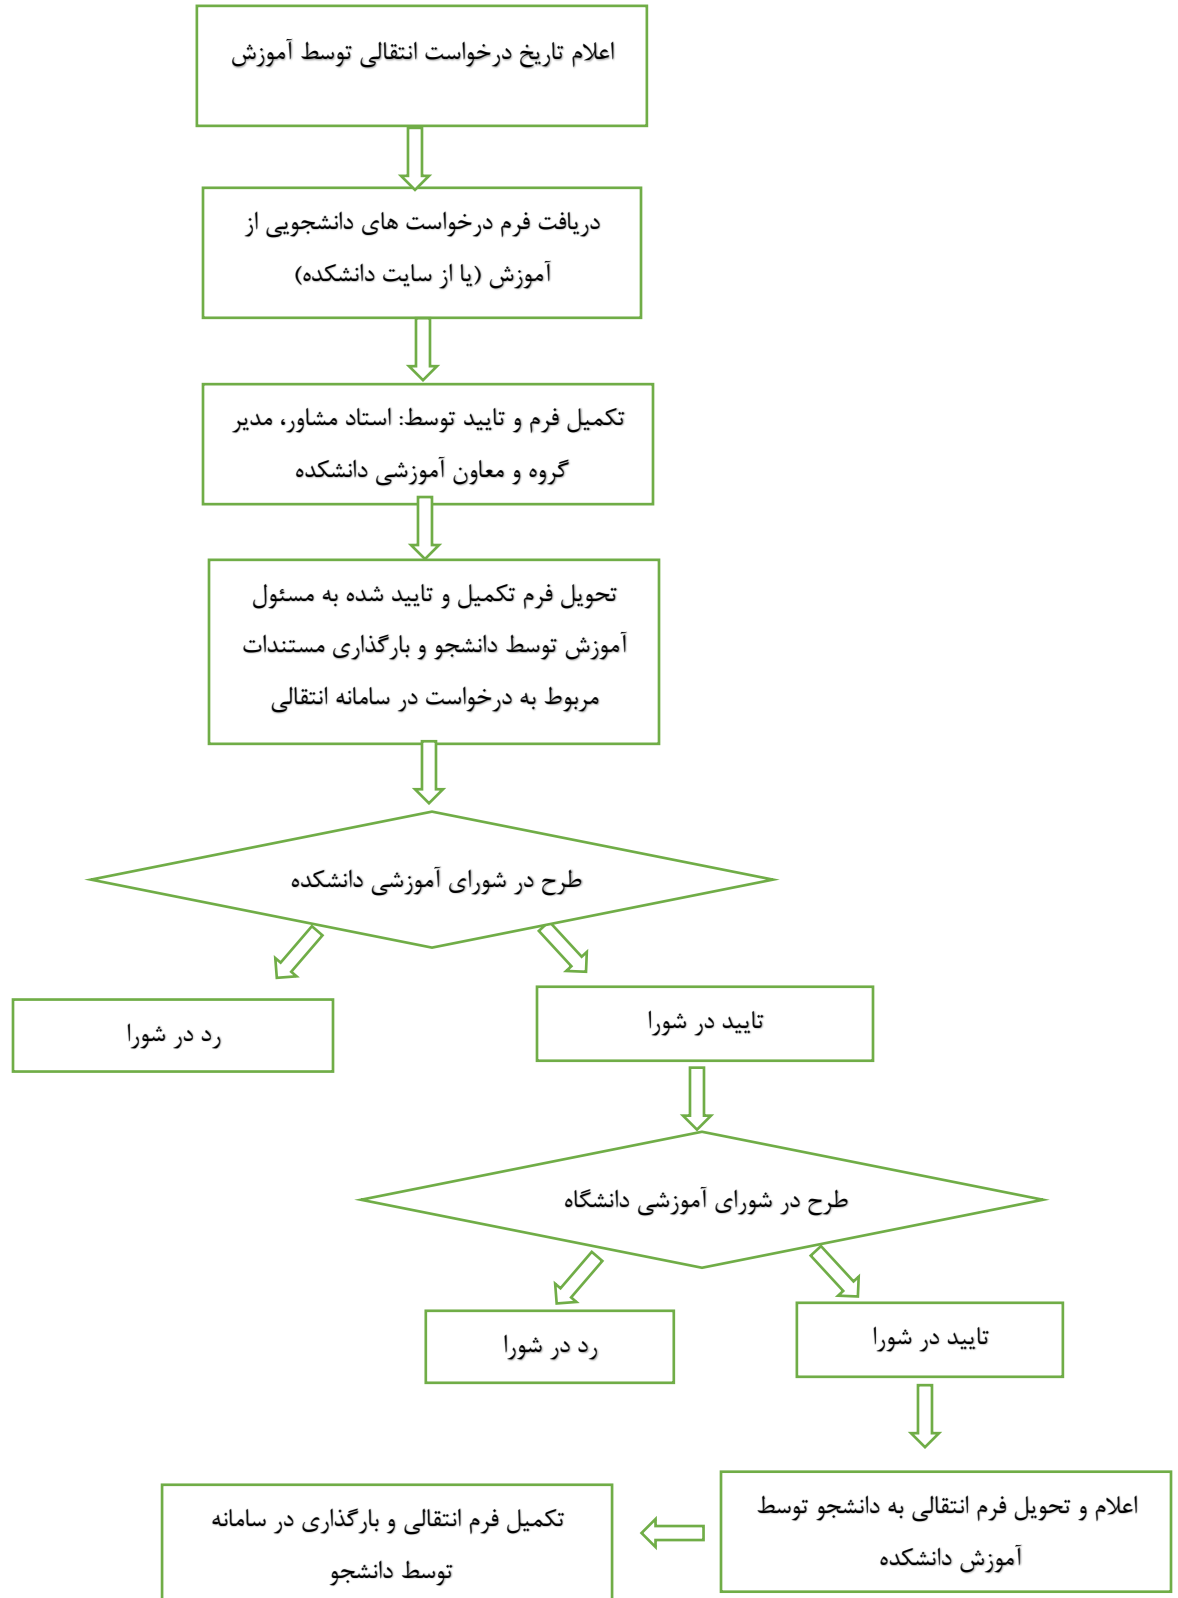 اعلام تاریخ درخواست انتقالی توسط آموزش
دریافت فرم درخواست های دانشجویی از
آموزش (یا از سایت دانشکده)
تکمیل فرم و تایید توسط: استاد مشاور، مدیر
گروه و معاون آموزشی دانشکده
تحویل فرم تکمیل و تایید شده به مسئول
آموزش توسط دانشجو و بارگذاری مستندات
مربوط به درخواست در سامانه انتقالی
طرح در شورای آموزشی دانشکده
تایید در شورا
رد در شورا
طرح در شورای آموزشی دانشگاه
تایید در شورا
رد در شورا
اعلام و تحویل فرم انتقالی به دانشجو توسط
آموزش دانشکده
تکمیل فرم انتقالی و بارگذاری در سامانه
توسط دانشجو